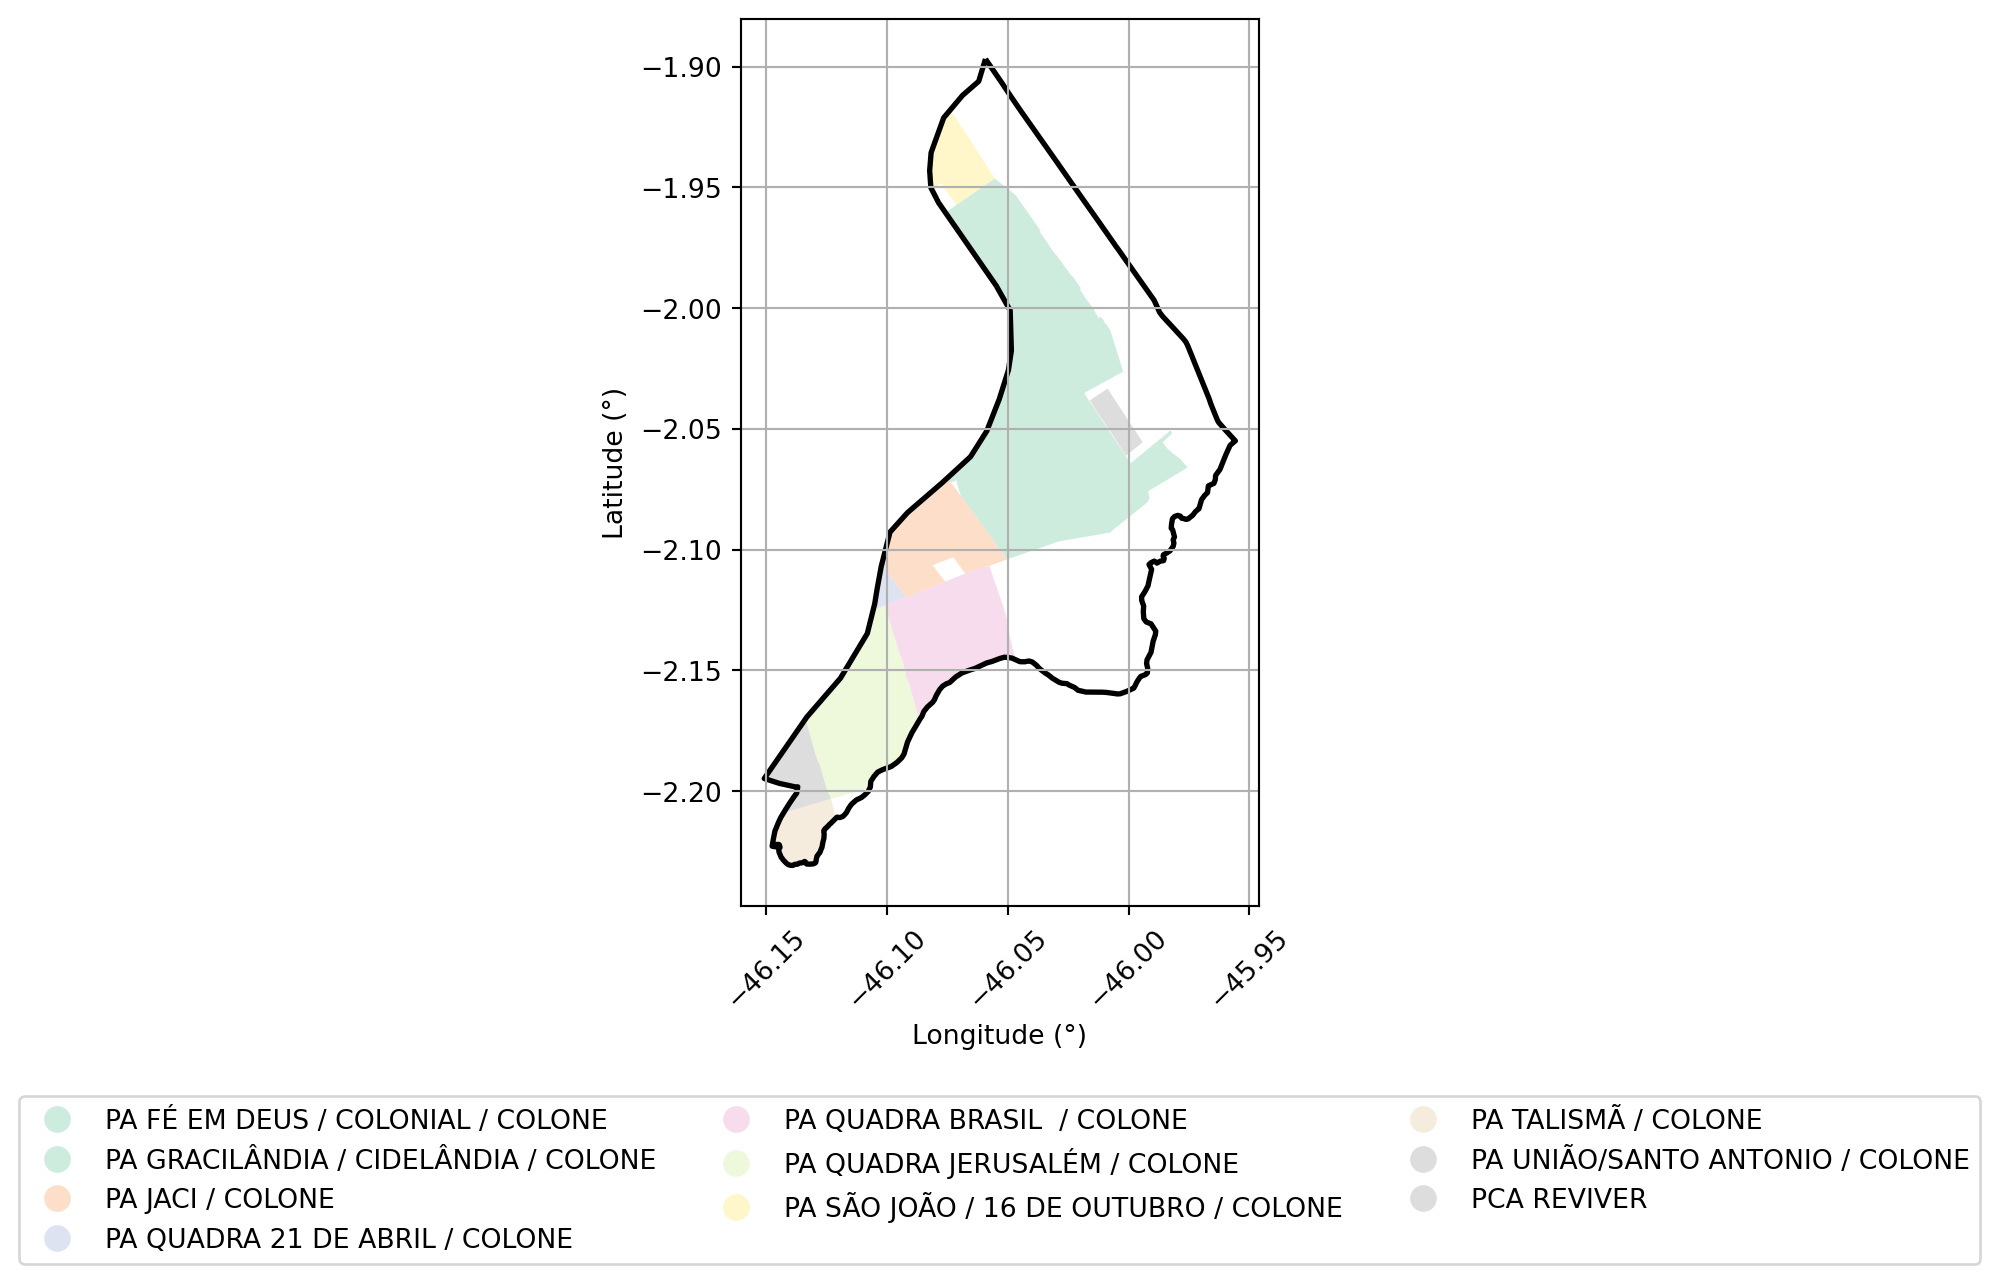 −1.90
−1.95
−2.00
−2.05
−2.10
−2.15
−2.20
Latitude (°)
−46.15
−46.10
−46.05
−46.00
−45.95
Longitude (°)
PA FÉ EM DEUS / COLONIAL / COLONE
PA GRACILÂNDIA / CIDELÂNDIA / COLONE
PA JACI / COLONE
PA QUADRA 21 DE ABRIL / COLONE
PA QUADRA BRASIL  / COLONE
PA QUADRA JERUSALÉM / COLONE
PA SÃO JOÃO / 16 DE OUTUBRO / COLONE
PA TALISMÃ / COLONE
PA UNIÃO/SANTO ANTONIO / COLONE
PCA REVIVER